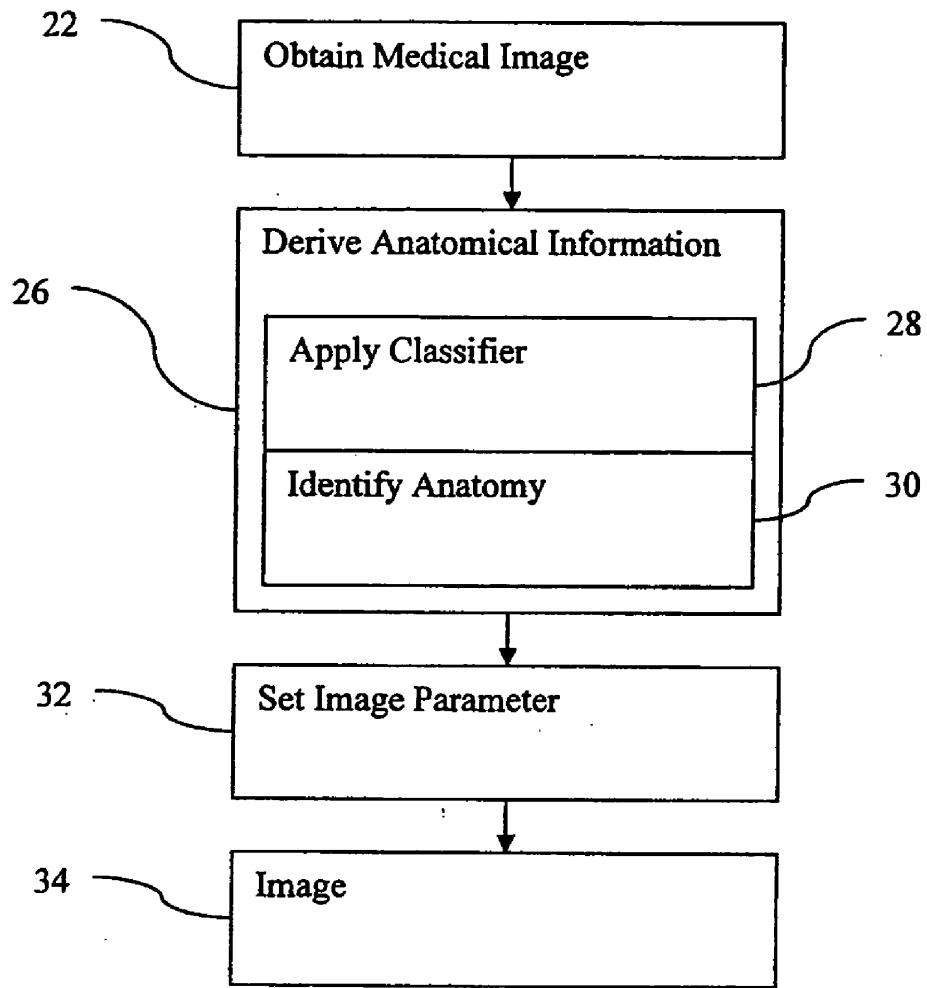 22
Obtain Medical Image
Derive Anatomical Information
26
Apply Classifier
28
Identify Anatomy
30
32
Set Image Parameter
34
Image